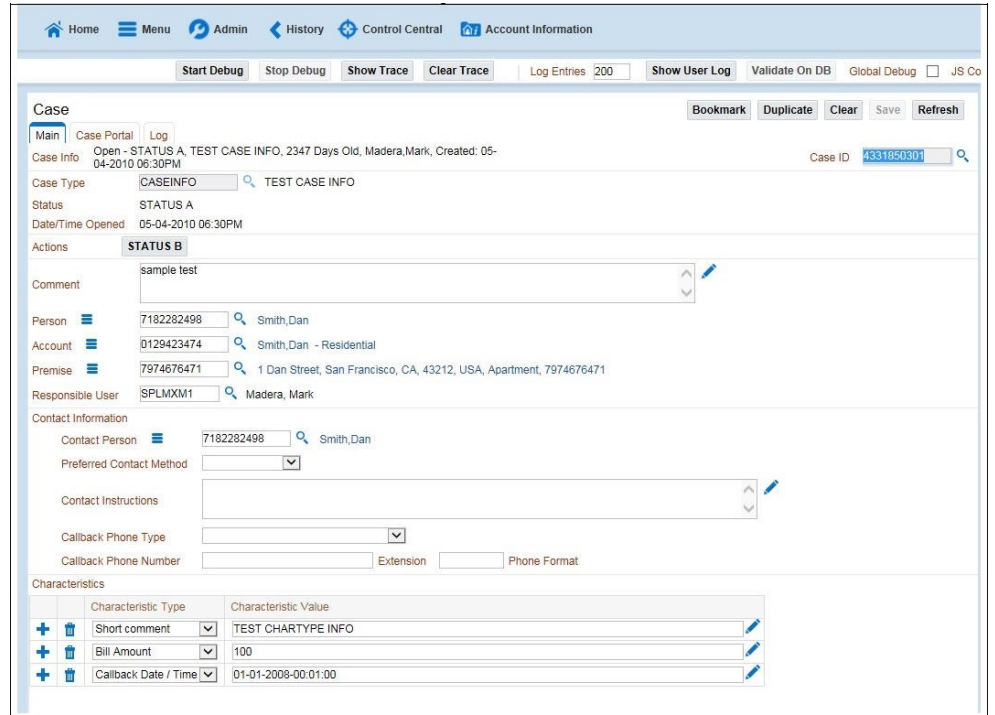 Home Menu Admin History Control Central Account Information
Start Debug Stop Debug Show Trace Clear Trace Log Entries 200 Show User Log Validate On DB Global Debug JS Co
Case Bookmark Duplicate Clear Save Refresh
Main Case Portal Log
Case Info Open - STATUS A, TEST CASE INFO, 2347 Days Old, Madera,Mark, Created: 05-
04-2010 06:30PM
Case ID 4331850301
Case Type CASEINFO TEST CASE INFO
Status STATUS A
Date/Time Opened 05-04-2010 06:30PM
Actions STATUS B
Comment sample test
Person 7182282498 Smith,Dan
Account 0129423474 Smith,Dan - Residential
Premise 7974676471 1 Dan Street, San Francisco, CA, 43212, USA, Apartment, 7974676471
Responsible User SPLMXM1 Madera, Mark
Contact Information
Contact Person 7182282498 Smith,Dan
Preferred Contact Method
Contact Instructions
Callback Phone Type
Callback Phone Number Extension Phone Format
Characteristics
Characteristic Type Characteristic Value
Short comment TEST CHARTYPE INFO
Bill Amount 100
Callback Date / Time 01-01-2008-00:01:00